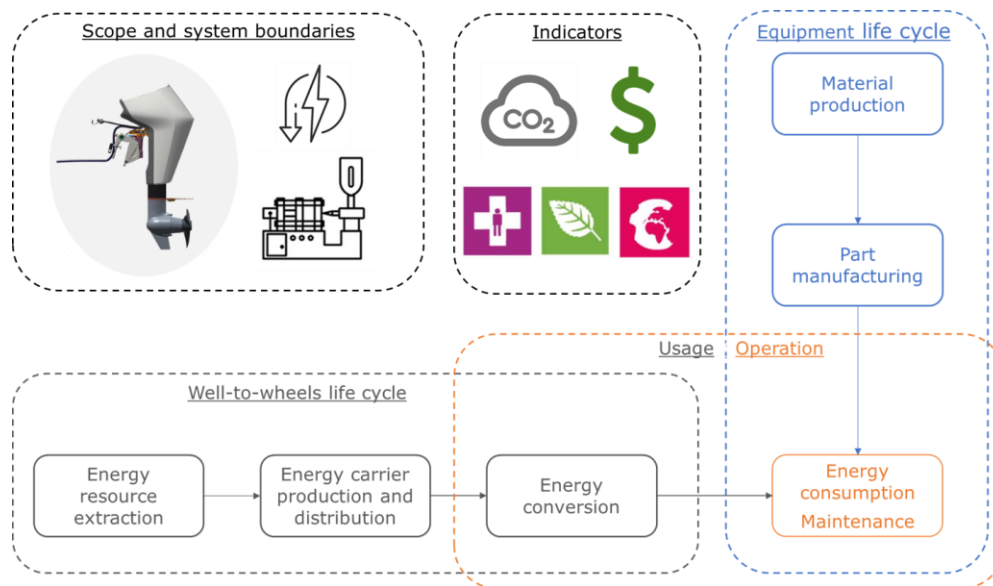 Scope and system boundaries
Indicators
CO2
$
Equipment life cycle
Material
production
Part
manufacturing
Usage
Operation
Well-to-wheels life cycle
Energy
resource
extraction
Energy carrier
production and
distribution
Energy
conversion
Energy
consumption
Maintenance